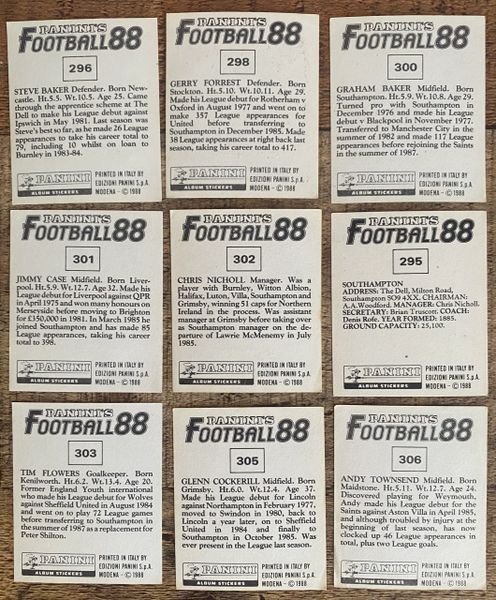 PANINI'S
FOOTBALL 88
296
STEVE BAKER Defender. Born New-
castle. Ht.5.5. Wt.10.5. Age 25. Came
through the apprentice scheme at The
Dell to make his League debut against
Ipswich in May 1981. Last season was
Steve's best so far, as he made 26 League
appearances to take his career total to
79, including 10 whilst on loan to
Burnley in 1983-84.
PANINI
ALBUM STICKERS
PRINTED IN ITALY BY
EDIZIONI PANINI S.p.A.
MODENA - © 1988
PANINI'S
FOOTBALL 88
298
GERRY FORREST Defender. Born
Stockton. Ht.5.10. Wt.10.11. Age 29.
Made his League debut for Rotherham v
Oxford in August 1977 and went on to
make 357 League appearances for
United before transferring to
Southampton in December 1985. Made
38 League appearances at right back last
season, taking his career total to 417.
PANINI
ALBUM STICKERS
PRINTED IN ITALY BY
EDIZIONI PANINI S.p.A.
MODENA - © 1988
PANINI'S
FOOTBALL 88
300
GRAHAM BAKER Midfield. Born
Southampton. Ht.5.9. Wt.10.8. Age 29.
Turned pro with Southampton in
December 1976 and made his League
debut v Blackpool in November 1977.
Transferred to Manchester City in the
summer of 1982 and made 117 League
appearances before rejoining the Saints
in the summer of 1987.
PANINI
ALBUM STICKERS
PRINTED IN ITALY BY
EDIZIONI PANINI S.p.A.
MODENA - © 1988
PANINI'S
FOOTBALL 88
301
JIMMY CASE Midfield. Born Liver-
pool. Ht.5.9. Wt.12.7. Age 32. Made his
League debut for Liverpool against QPR
in April 1975 and won many honours on
Merseyside before moving to Brighton
for £350,000 in 1981. In March 1985 he
joined Southampton and has made 85
League appearances, taking his career
total to 398.
PANINI
ALBUM STICKERS
PRINTED IN ITALY BY
EDIZIONI PANINI S.p.A.
MODENA - © 1988
PANINI'S
FOOTBALL 88
302
CHRIS NICHOLL Manager. Was a
player with Burnley, Witton Albion,
Halifax, Luton, Villa, Southampton and
Grimsby, winning 51 caps for Northern
Ireland in the process. Was assistant
manager at Grimsby before taking over
as Southampton manager on the de-
parture of Lawrie McMenemy in July
1985.
PANINI
ALBUM STICKERS
PRINTED IN ITALY BY
EDIZIONI PANINI S.p.A.
MODENA - © 1988
PANINI'S
FOOTBALL 88
295
SOUTHAMPTON
ADDRESS: The Dell, Milton Road,
Southampton SO9 4XX. CHAIRMAN:
A.A.Woodford. MANAGER: Chris Nicholl.
SECRETARY: Brian Truscott. COACH:
Denis Rofe. YEAR FORMED: 1885.
GROUND CAPACITY: 25,100.
PANINI
ALBUM STICKERS
PRINTED IN ITALY BY
EDIZIONI PANINI S.p.A.
MODENA - © 1988
PANINI'S
FOOTBALL 88
303
TIM FLOWERS Goalkeeper. Born
Kenilworth. Ht.6.2. Wt.13.4. Age 20.
Former England Youth international
who made his League debut for Wolves
against Sheffield United in August 1984
and went on to play 72 League games
before transferring to Southampton in
the summer of 1987 as a replacement for
Peter Shilton.
PANINI
ALBUM STICKERS
PRINTED IN ITALY BY
EDIZIONI PANINI S.p.A.
MODENA - © 1988
PANINI'S
FOOTBALL 88
305
GLENN COCKERILL Midfield. Born
Grimsby. Ht.6.0. Wt.12.4. Age 37.
Made his League debut for Lincoln
against Northampton in February 1977,
moved to Swindon in 1980, back to
Lincoln a year later, on to Sheffield
United in 1984 and finally to
Southampton in October 1985. Was
ever present in the League last season.
PANINI
ALBUM STICKERS
PRINTED IN ITALY BY
EDIZIONI PANINI S.p.A.
MODENA - © 1988
PANINI'S
FOOTBALL 88
306
ANDY TOWNSEND Midfield. Born
Maidstone. Ht.5.11. Wt.12.7. Age 24.
Discovered playing for Weymouth,
Andy made his League debut for the
Saints against Aston Villa in April 1985,
and although troubled by injury at the
beginning of last season, has now
clocked up 46 League appearances in
total, plus two League goals.
PANINI
ALBUM STICKERS
PRINTED IN ITALY BY
EDIZIONI PANINI S.p.A.
MODENA - © 1988